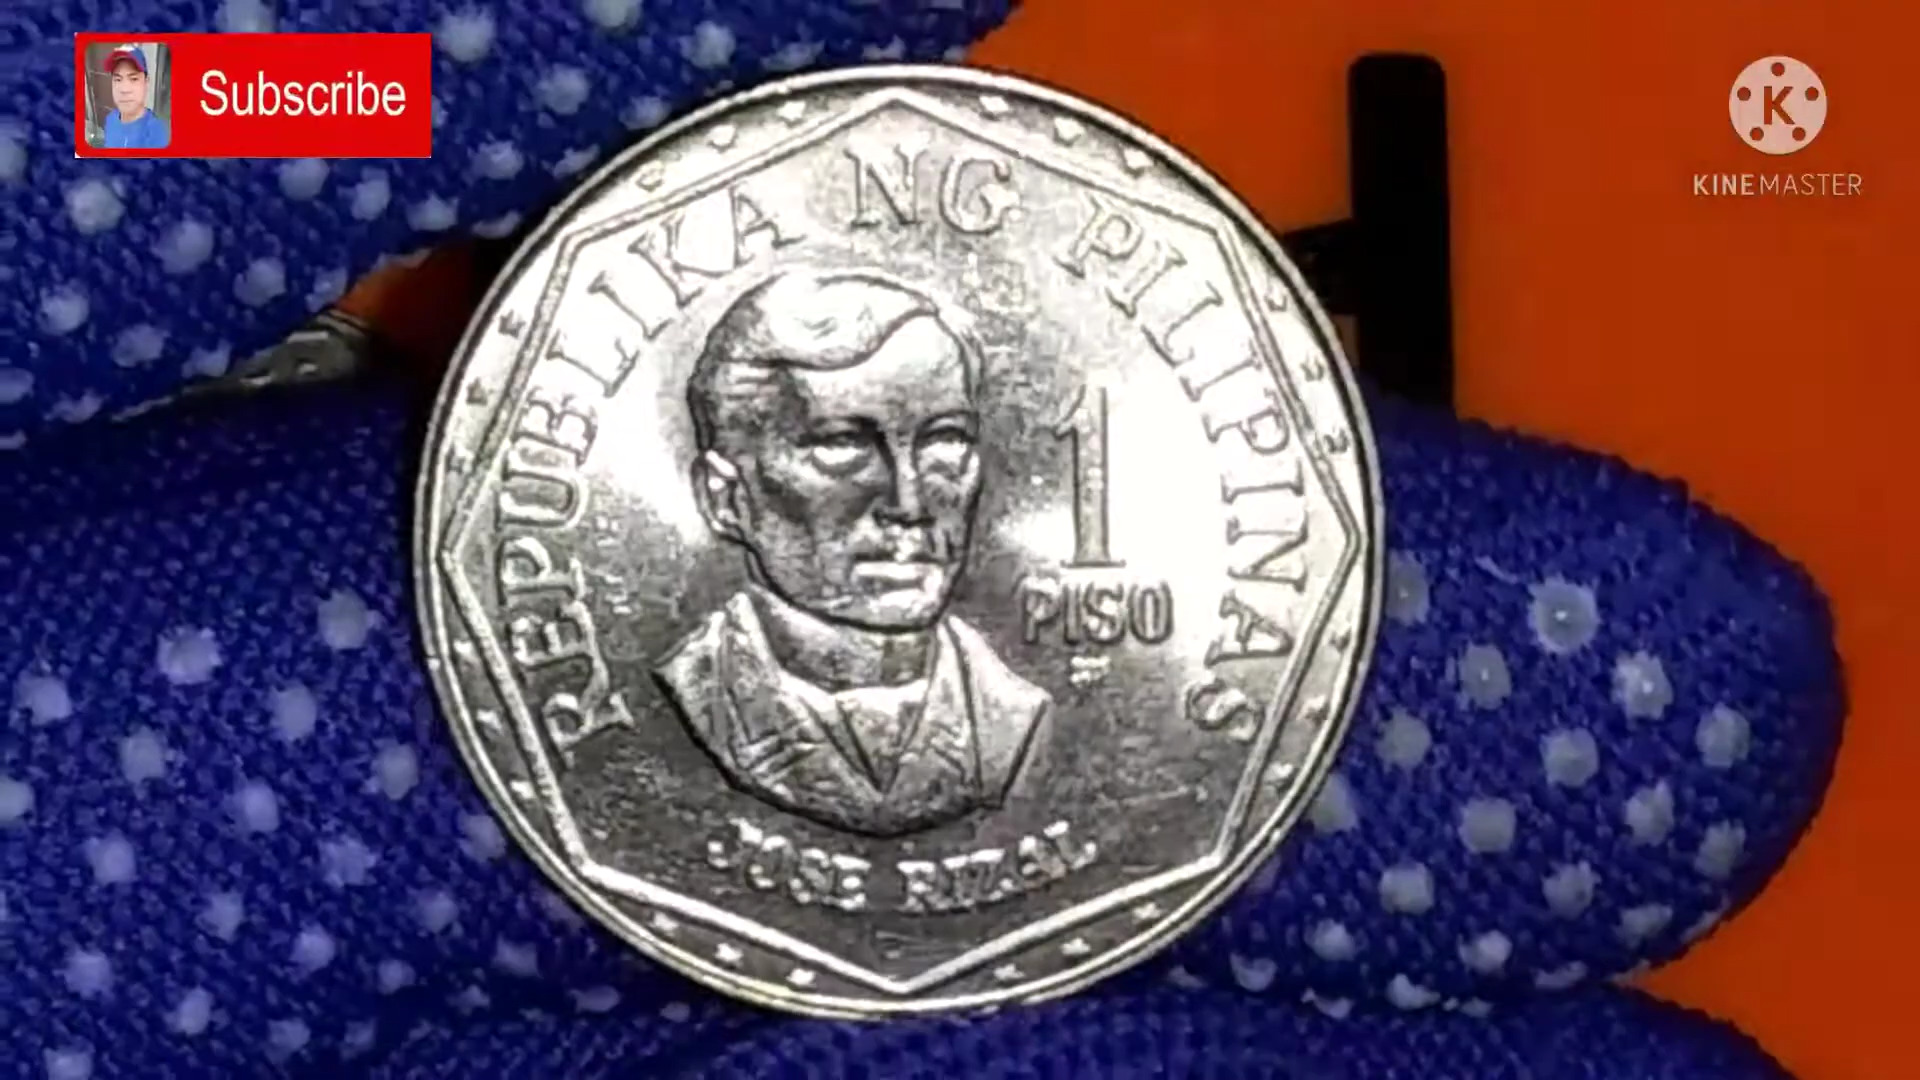 Subscribe
K
KINEMASTER
REPUBLIKA NG PILIPINAS
1
PISO
JOSE RIZAL